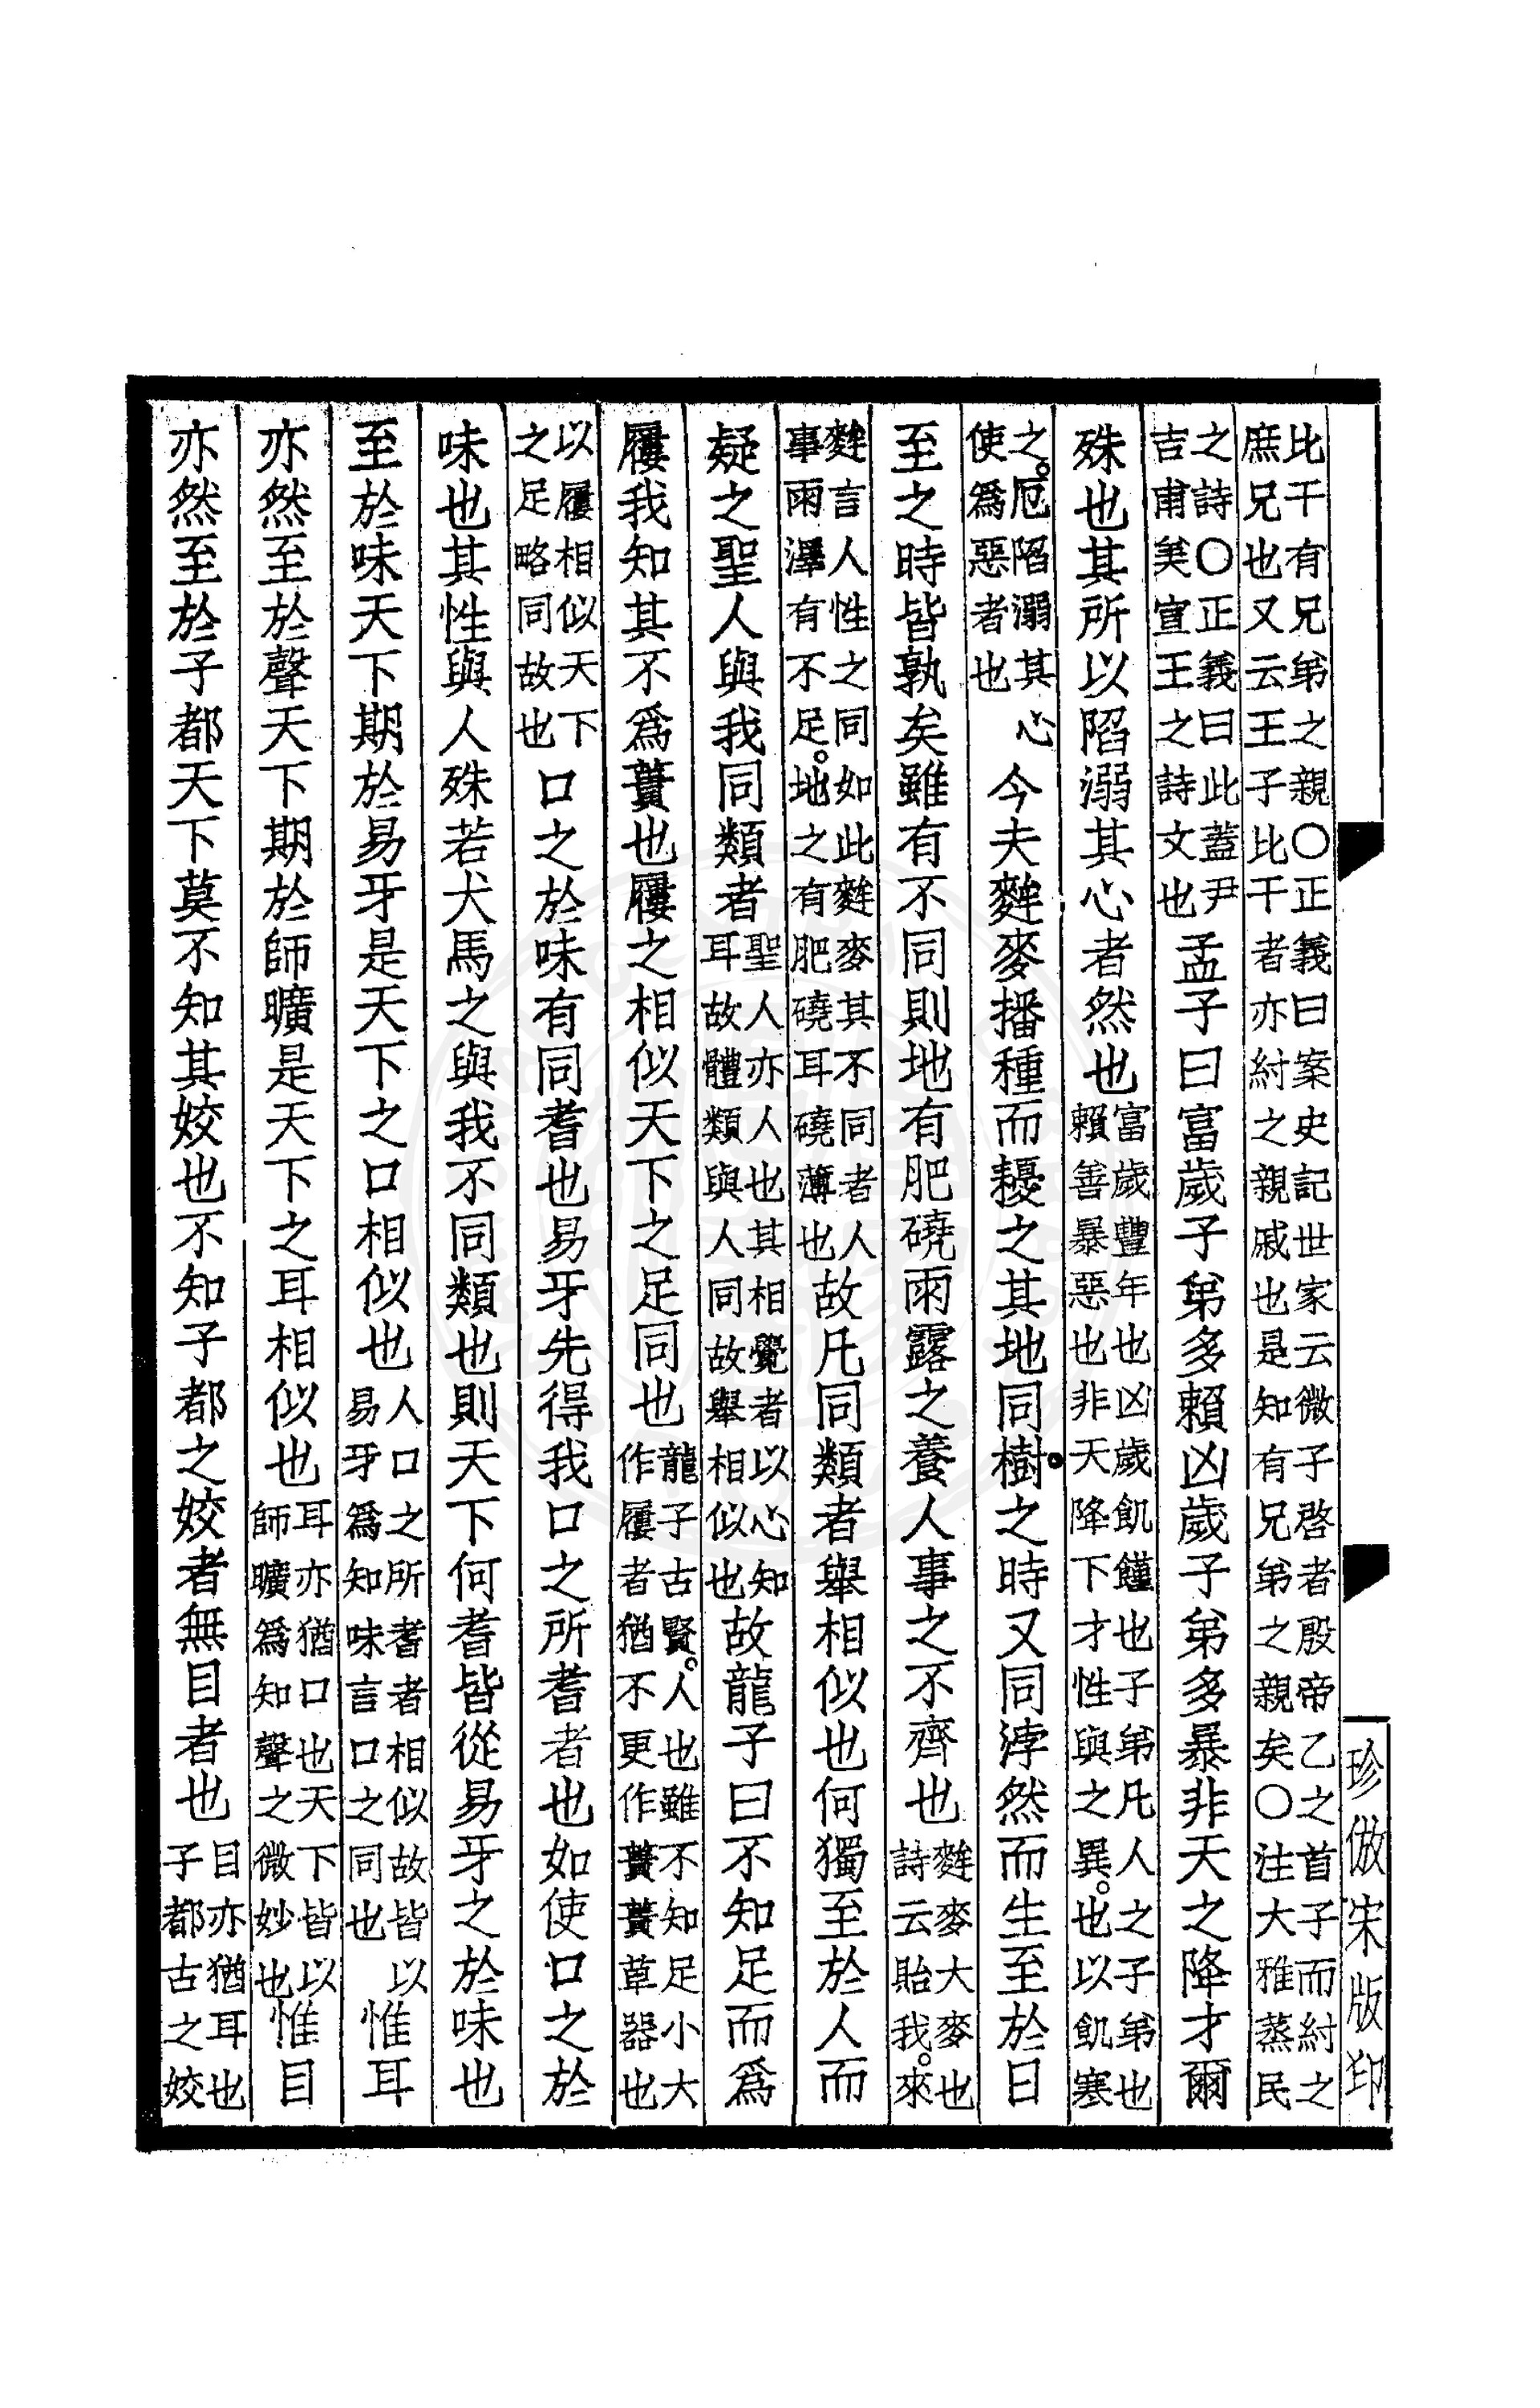 比干有兄弟之親〇正義曰案史記世家云微子啓者殷帝乙之首子而紂之
庶兄也又云王子比干者亦紂之親戚也是知有兄弟之親矣〇注大雅蒸民
之詩〇正義曰此蓋尹吉甫美宣王之詩文也孟子曰富歲子弟多賴凶歲子弟多暴非天之降才爾
殊也其所以陷溺其心者然也富歲豐年也凶歲飢饉也子弟凡人之子弟也賴善暴惡也非天降下才性與之異。也以飢寒
之。厄陷溺其心使爲惡者也今夫麰麥播種而耰之其地同樹。之時又同浡然而生至於日
至之時皆孰矣雖有不同則地有肥磽雨露之養人事之不齊也麰麥大麥也詩云貽我。來
麰言人性之同如此麰麥其不同者人事雨澤有不足。地之有肥磽耳磽薄也故凡同類者舉相似也何獨至於人而
疑之聖人與我同類者聖人亦人也其相覺者以心知耳故體類與人同故舉相似也故龍子曰不知足而爲
屨我知其不爲蕢也屨之相似天下之足同也龍子古賢。人也雖不知足小大作屨者猶不更作蕢蕢草器也
以屨相似天下之足略同故也口之於味有同耆也易牙先得我口之所耆者也如使口之於
味也其性與人殊若犬馬之與我不同類也則天下何耆皆從易牙之於味也
至於味天下期於易牙是天下之口相似也人口之所耆者相似故皆以易牙爲知味言口之同也惟耳
亦然至於聲天下期於師曠是天下之耳相似也耳亦猶口也天下皆以師曠爲知聲之微妙也惟目
亦然至於子都天下莫不知其姣也不知子都之姣者無目者也目亦猶耳也子都古之姣
珍倣宋版印